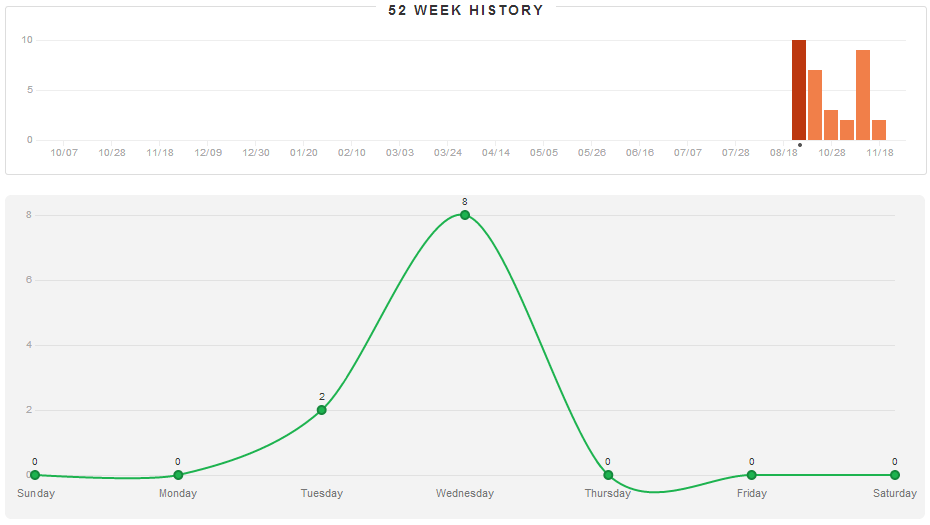 52 WEEK HISTORY
10
5
0
10/07 10/28 11/18 12/09 12/30 01/20 02/10 03/03 03/24 04/14 05/05 05/26 06/16 07/07 07/28 08/18 10/28 11/18
8
8
6
4
2
2
0 0 0 0 0
0
Sunday Monday Tuesday Wednesday Thursday Friday Saturday